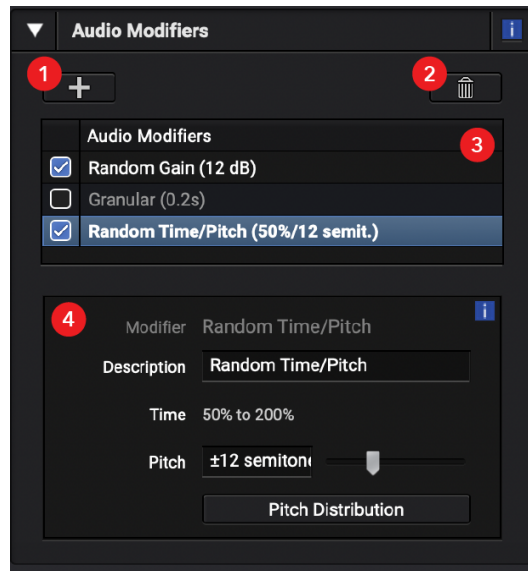 Audio Modifiers
i
1
+
2
Audio Modifiers
3
Random Gain (12 dB)
Granular (0.2s)
Random Time/Pitch (50%/12 semit.)
4
i
Modifier Random Time/Pitch
Description Random Time/Pitch
Time 50% to 200%
Pitch ±12 semiton
Pitch Distribution